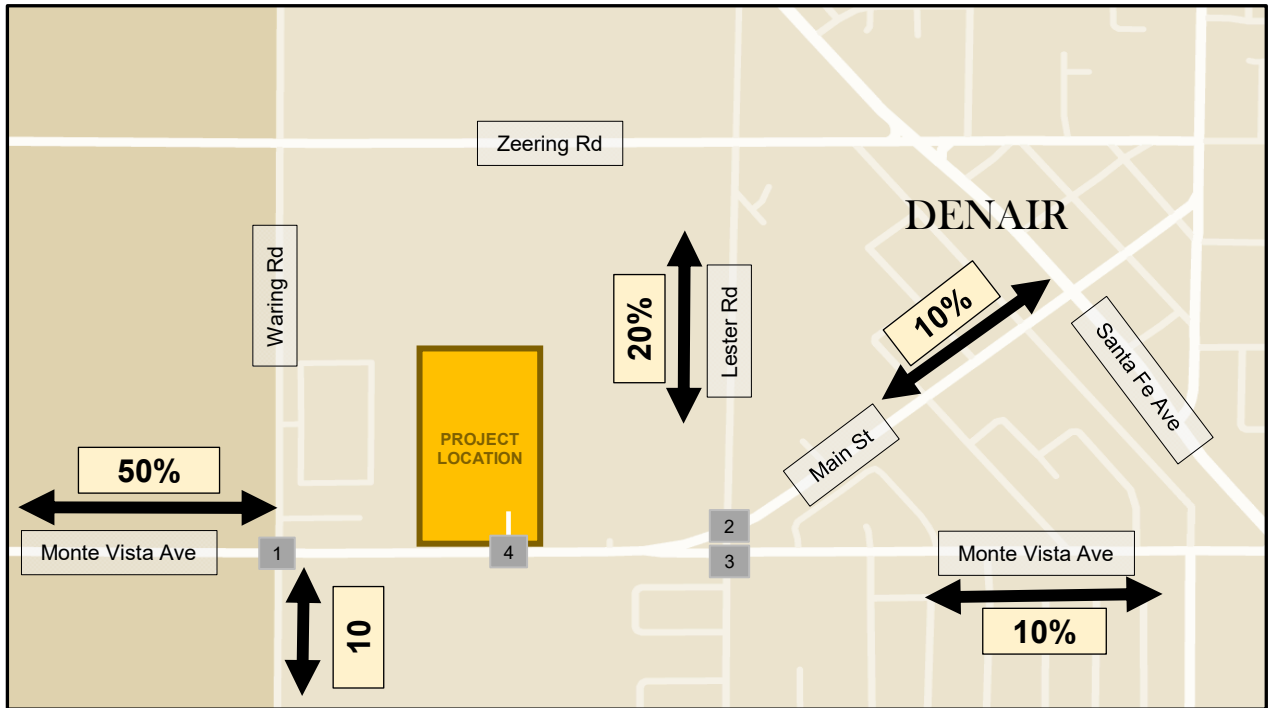 Zeering Rd
DENAIR
Waring Rd
20%
Lester Rd
10%
Santa Fe Ave
PROJECT
LOCATION
Main St
50%
Monte Vista Ave
1
4
2
3
Monte Vista Ave
10
10%